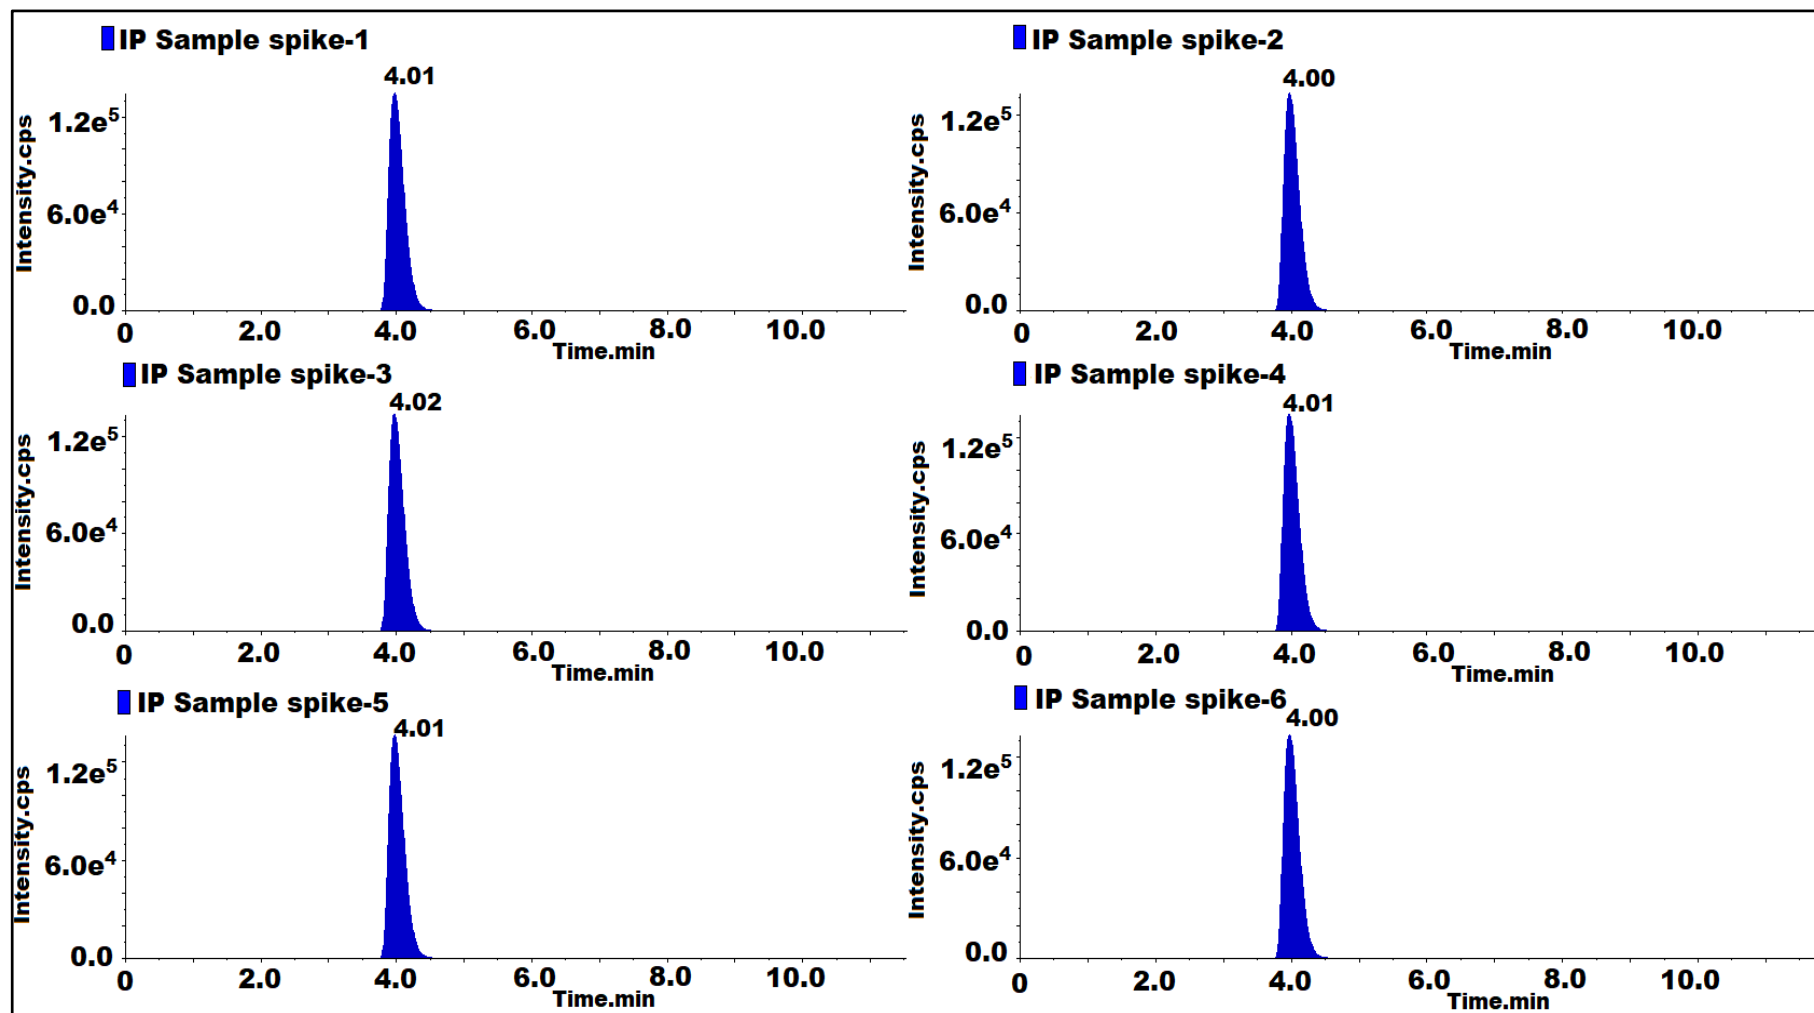 IP Sample spike-1
4.01
Intensity.cps
1.2e⁵
6.0e⁴
0.0
0 2.0 4.0 6.0 8.0 10.0
Time.min
IP Sample spike-2
4.00
Intensity.cps
1.2e⁵
6.0e⁴
0.0
0 2.0 4.0 6.0 8.0 10.0
Time.min
IP Sample spike-3
4.02
Intensity.cps
1.2e⁵
6.0e⁴
0.0
0 2.0 4.0 6.0 8.0 10.0
Time.min
IP Sample spike-4
4.01
Intensity.cps
1.2e⁵
6.0e⁴
0.0
0 2.0 4.0 6.0 8.0 10.0
Time.min
IP Sample spike-5
4.01
Intensity.cps
1.2e⁵
6.0e⁴
0.0
0 2.0 4.0 6.0 8.0 10.0
Time.min
IP Sample spike-6
4.00
Intensity.cps
1.2e⁵
6.0e⁴
0.0
0 2.0 4.0 6.0 8.0 10.0
Time.min